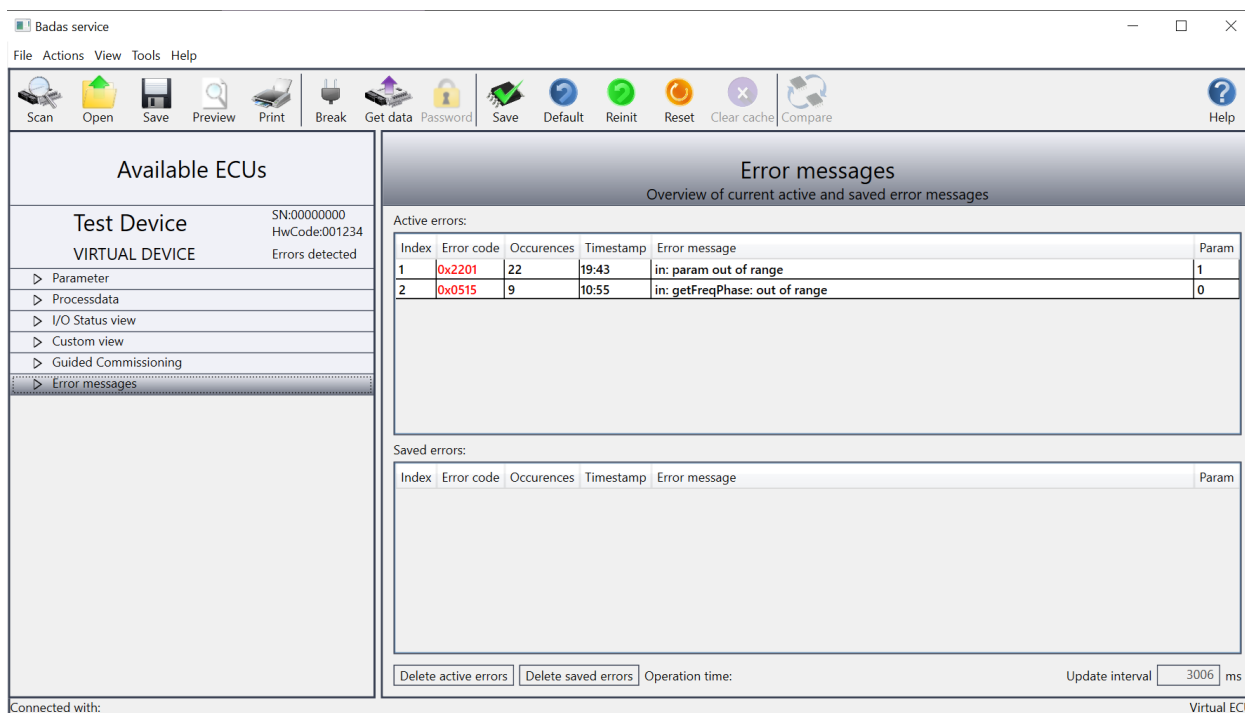 Badas service
File Actions View Tools Help
Scan Open Save Preview Print Break Get data Password Save Default Reinit Reset Clear cache Compare Help
Available ECUs
Test Device SN:00000000
HwCode:001234
VIRTUAL DEVICE Errors detected
Parameter
Processdata
I/O Status view
Custom view
Guided Commissioning
Error messages
Error messages
Overview of current active and saved error messages
Active errors:
Index Error code Occurences Timestamp Error message Param
1 0x2201 22 19:43 in: param out of range 1
2 0x0515 9 10:55 in: getFreqPhase: out of range 0
Saved errors:
Index Error code Occurences Timestamp Error message Param
Delete active errors Delete saved errors Operation time: Update interval 3006 ms
Connected with: Virtual ECU